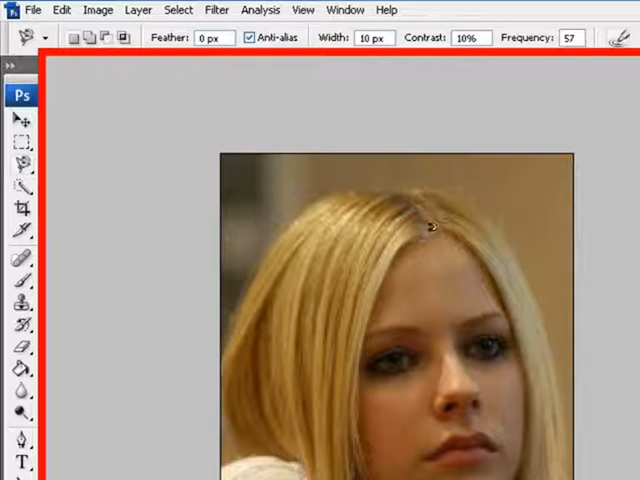 Ps File Edit Image Layer Select Filter Analysis View Window Help
Feather: 0 px Anti-alias Width: 10 px Contrast: 10% Frequency: 57
Ps
T